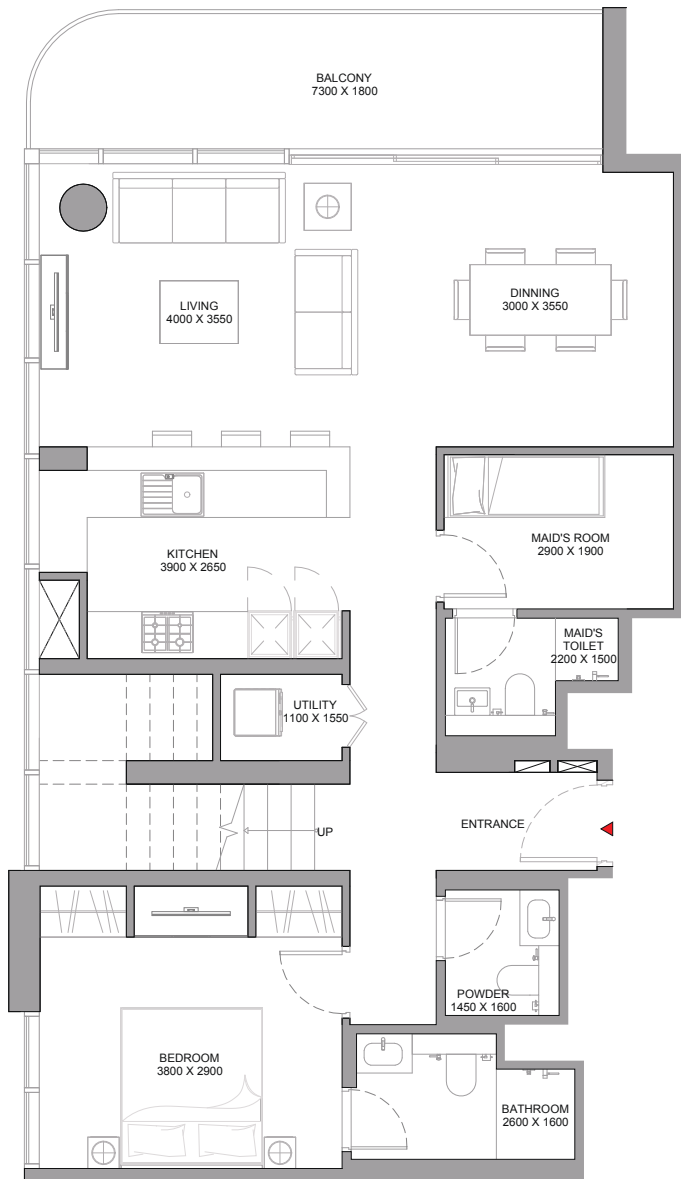 BALCONY
7300 X 1800
LIVING
4000 X 3550
DINNING
3000 X 3550
KITCHEN
3900 X 2650
MAID'S ROOM
2900 X 1900
MAID'S
TOILET
2200 X 1500
UTILITY
1100 X 1550
UP
ENTRANCE
POWDER
1450 X 1600
BEDROOM
3800 X 2900
BATHROOM
2600 X 1600